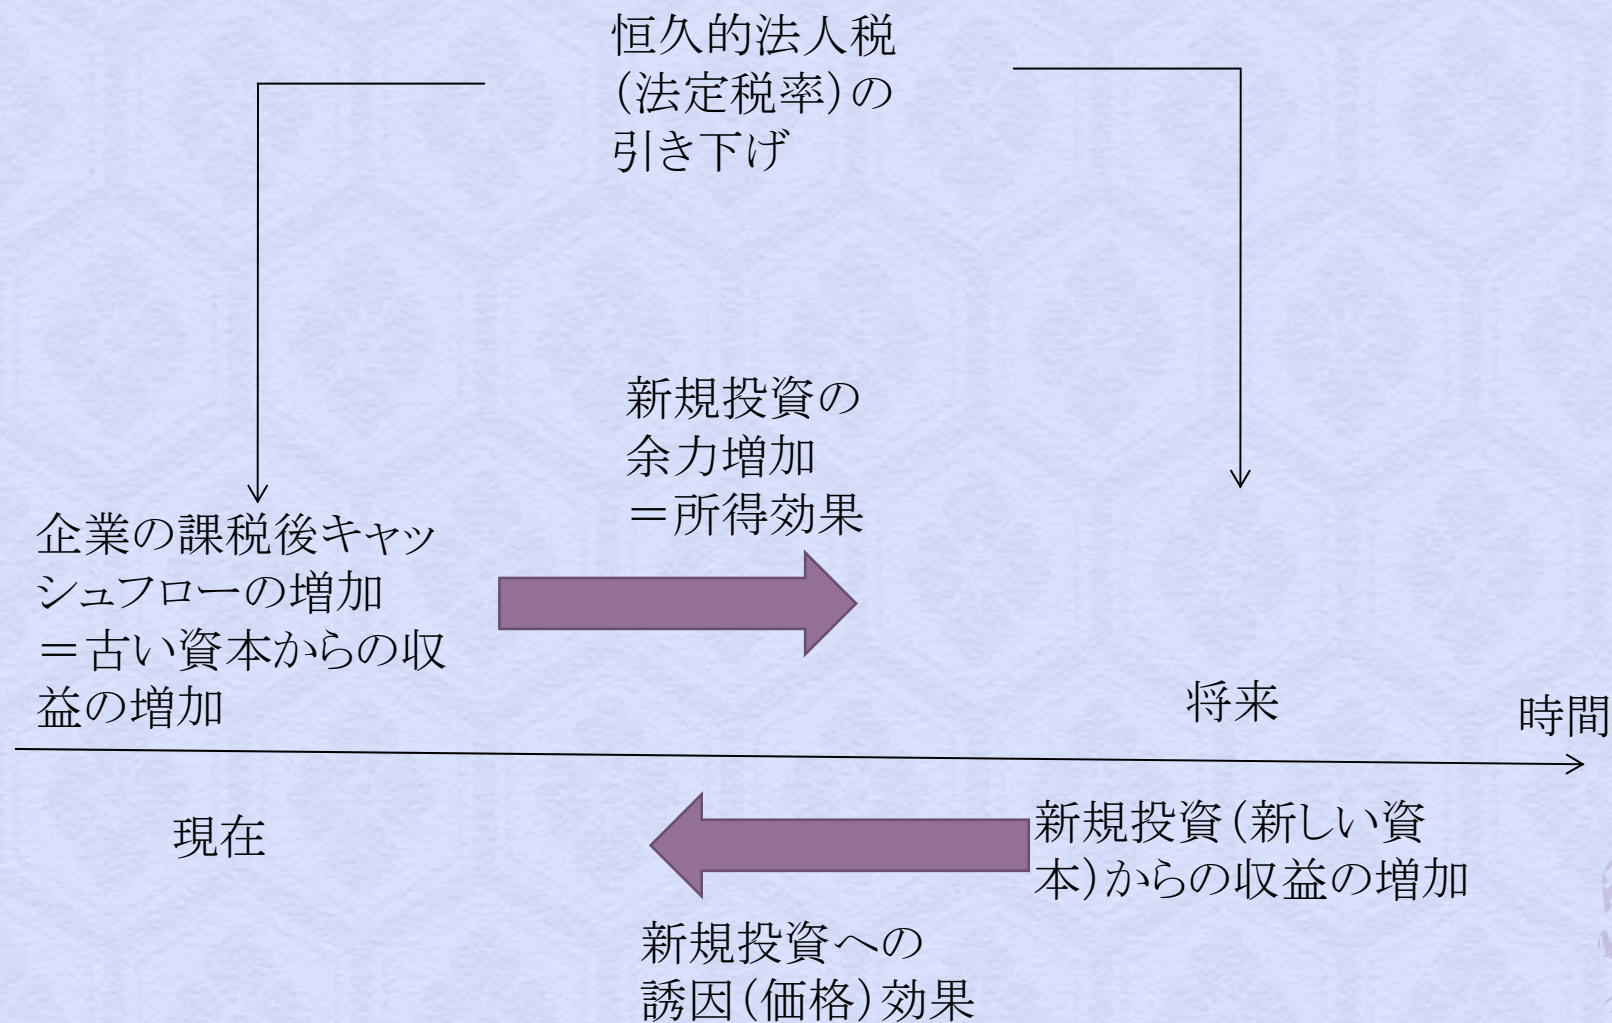 恒久的法人税
（法定税率）の
引き下げ
新規投資の
余力増加
＝所得効果
企業の課税後キャッ
シュフローの増加
＝古い資本からの収
益の増加
将来
時間
現在
新規投資（新しい資
本）からの収益の増加
新規投資への
誘因（価格）効果